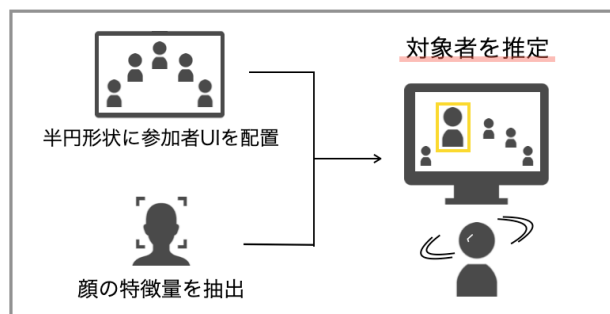 対象者を推定
半円形状に参加者UIを配置
顔の特徴量を抽出